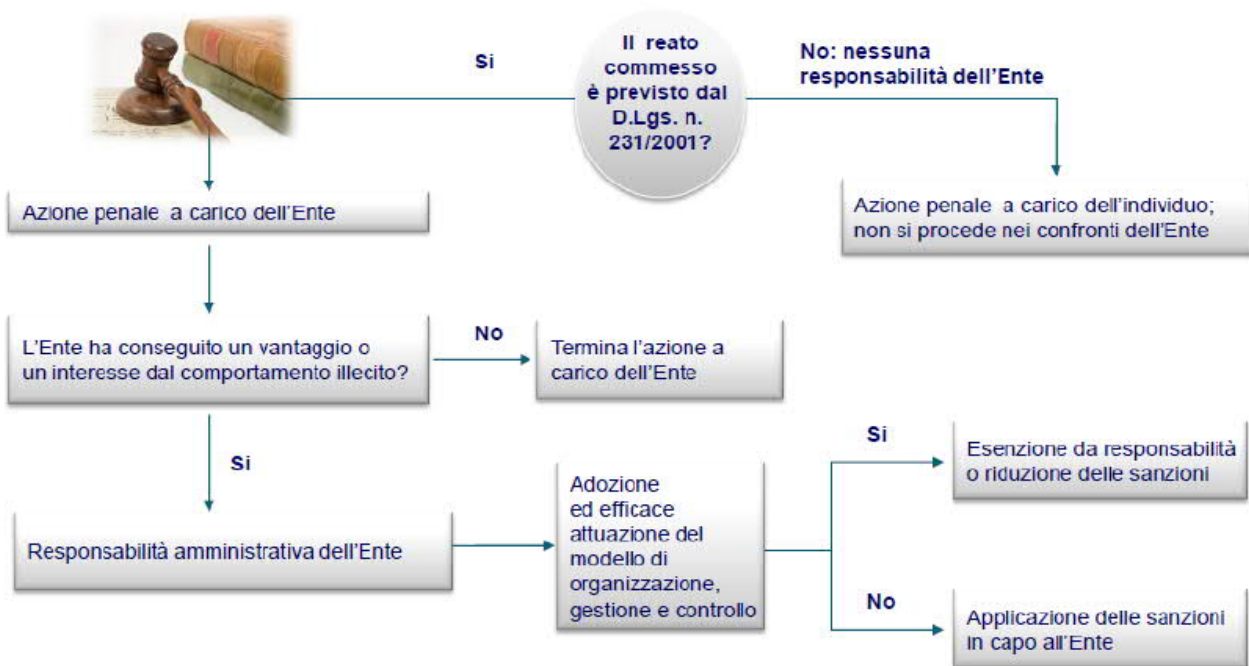 Si
Il reato
commesso
è previsto dal
D.Lgs. n.
231/2001?
No: nessuna
responsabilità dell'Ente
Azione penale a carico dell'Ente
Azione penale a carico dell'individuo;
non si procede nei confronti dell'Ente
L'Ente ha conseguito un vantaggio o
un interesse dal comportamento illecito?
No
Termina l'azione a
carico dell'Ente
Si
Responsabilità amministrativa dell'Ente
Adozione
ed efficace
attuazione del
modello di
organizzazione,
gestione e controllo
Si
Esenzione da responsabilità
o riduzione delle sanzioni
No
Applicazione delle sanzioni
in capo all'Ente